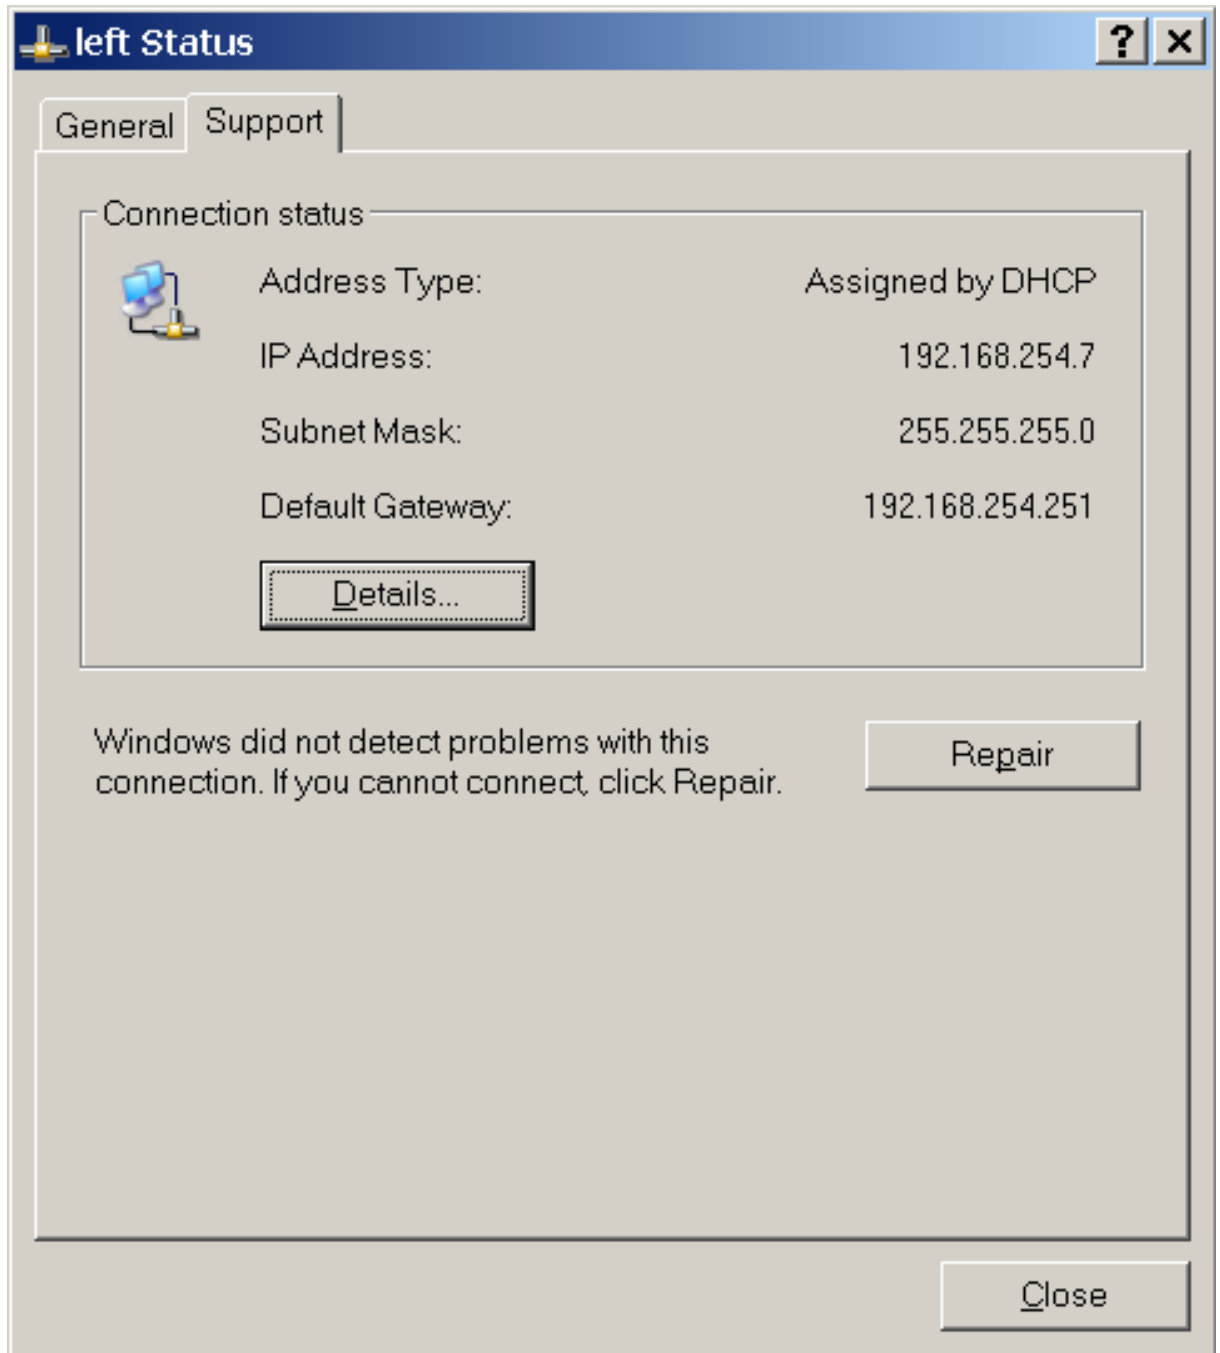 left Status
General
Support
Connection status
Address Type: Assigned by DHCP
IP Address: 192.168.254.7
Subnet Mask: 255.255.255.0
Default Gateway: 192.168.254.251
Details...
Windows did not detect problems with this
connection. If you cannot connect, click Repair.
Repair
Close